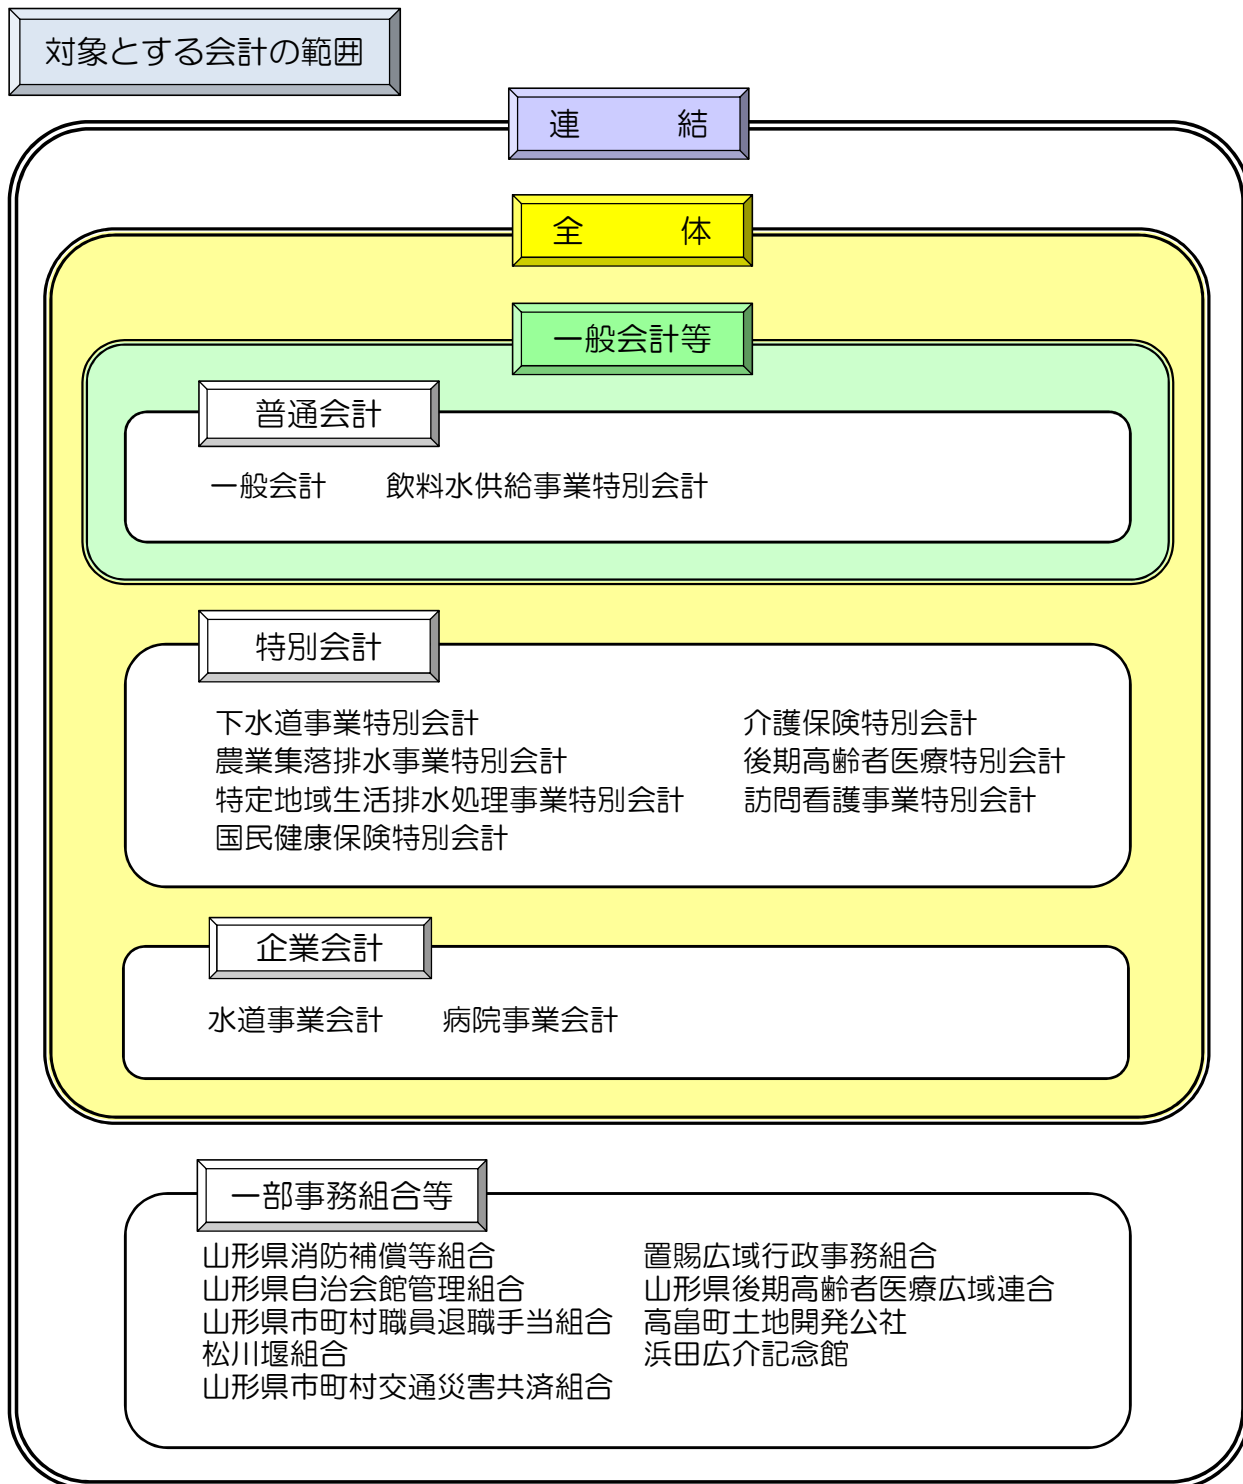 対象とする会計の範囲
連　　結
全　　体
一般会計等
普通会計
一般会計　　飲料水供給事業特別会計
特別会計
下水道事業特別会計　　介護保険特別会計
農業集落排水事業特別会計　　後期高齢者医療特別会計
特定地域生活排水処理事業特別会計　　訪問看護事業特別会計
国民健康保険特別会計
企業会計
水道事業会計　　病院事業会計
一部事務組合等
山形県消防補償等組合　　置賜広域行政事務組合
山形県自治会館管理組合　　山形県後期高齢者医療広域連合
山形県市町村職員退職手当組合　　高畠町土地開発公社
松川堰組合　　浜田広介記念館
山形県市町村交通災害共済組合